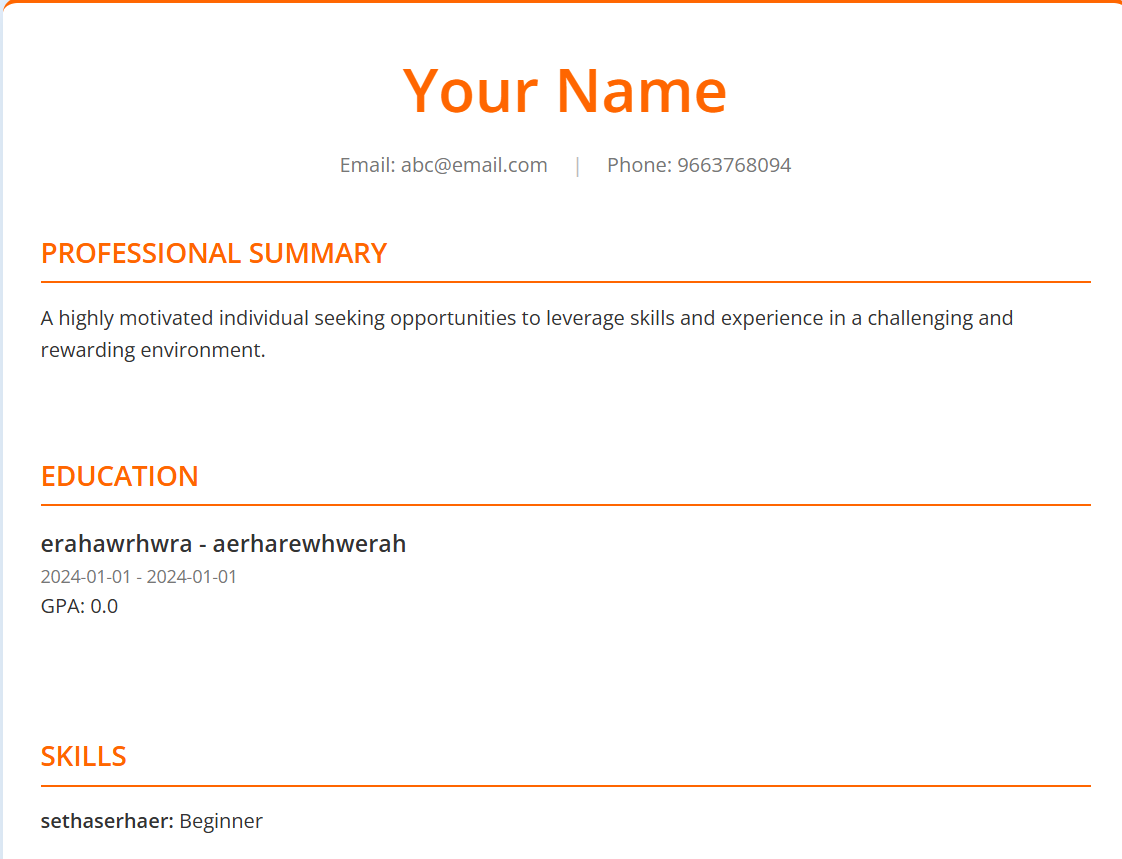 Your Name
Email: abc@email.com | Phone: 9663768094
PROFESSIONAL SUMMARY
A highly motivated individual seeking opportunities to leverage skills and experience in a challenging and
rewarding environment.
EDUCATION
erahawrhwra - aerharewhwerah
2024-01-01 - 2024-01-01
GPA: 0.0
SKILLS
sethaserhaer: Beginner